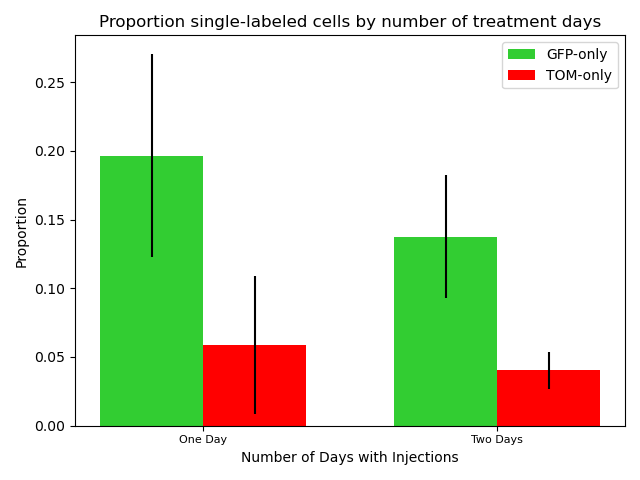 Proportion single-labeled cells by number of treatment days
GFP-only
TOM-only
0.25
0.20
0.15
0.10
0.05
0.00
Proportion
One Day
Two Days
Number of Days with Injections